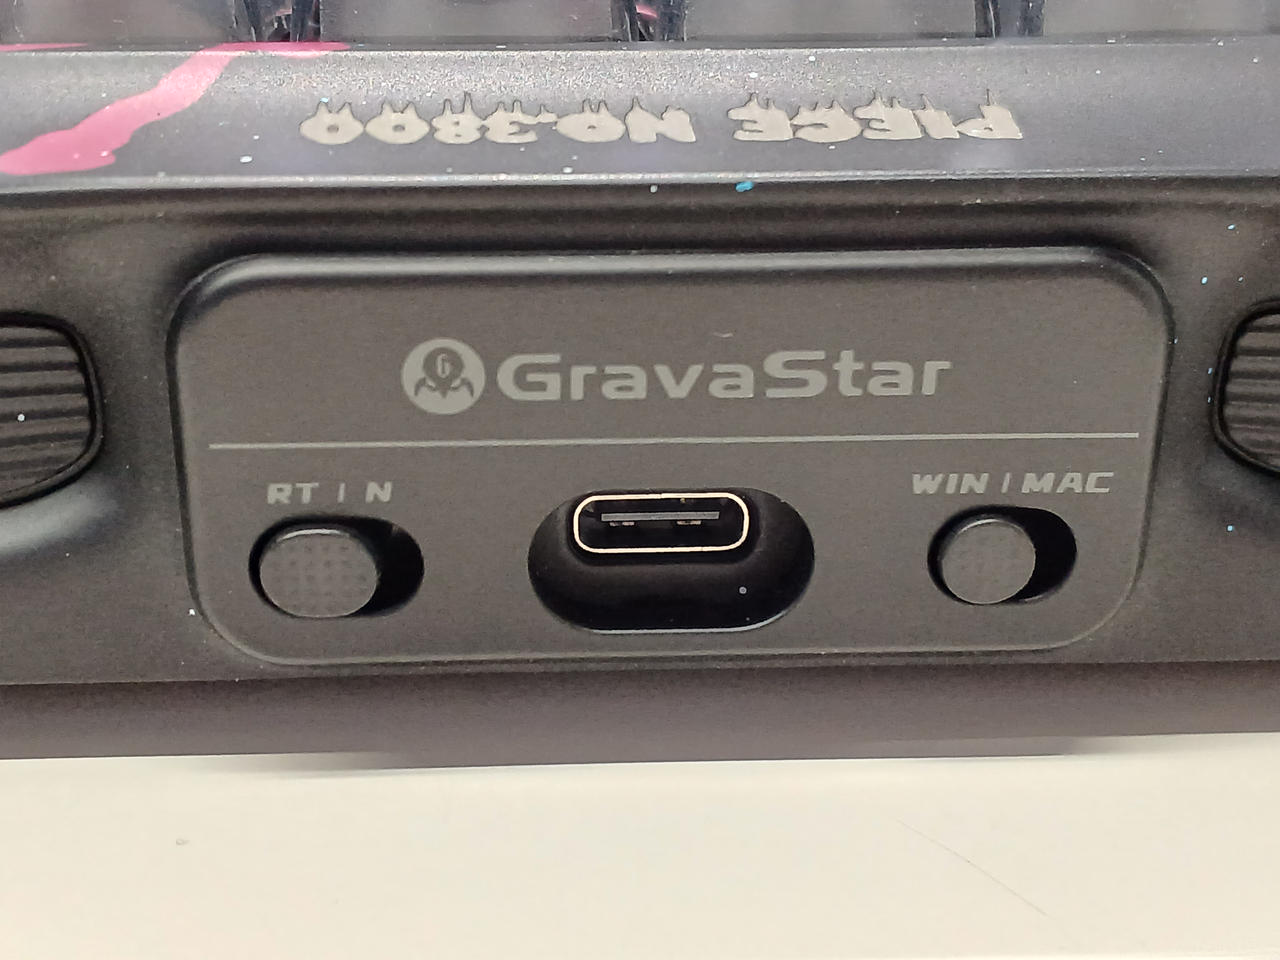 PIECE NO.3800
G GravaStar
RT | N
WIN | MAC